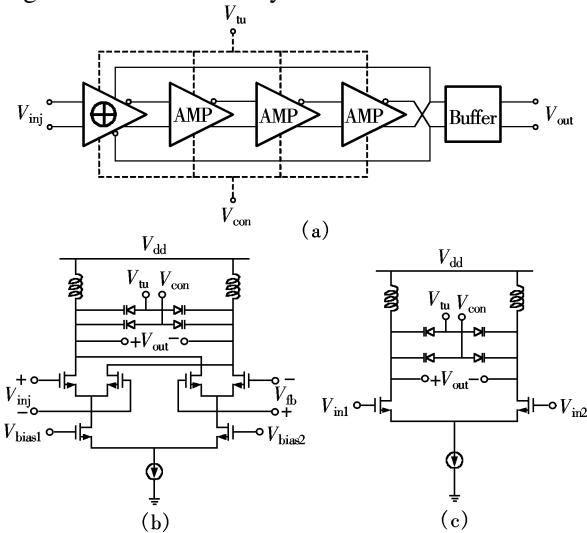 V_tu
V_inj
AMP
AMP
AMP
Buffer
V_out
V_con
(a)
V_dd
V_tu V_con
+V_out−
+ −
V_inj V_fb
− +
V_bias1 V_bias2
(b)
V_dd
V_tu V_con
+V_out−
V_in1 V_in2
(c)